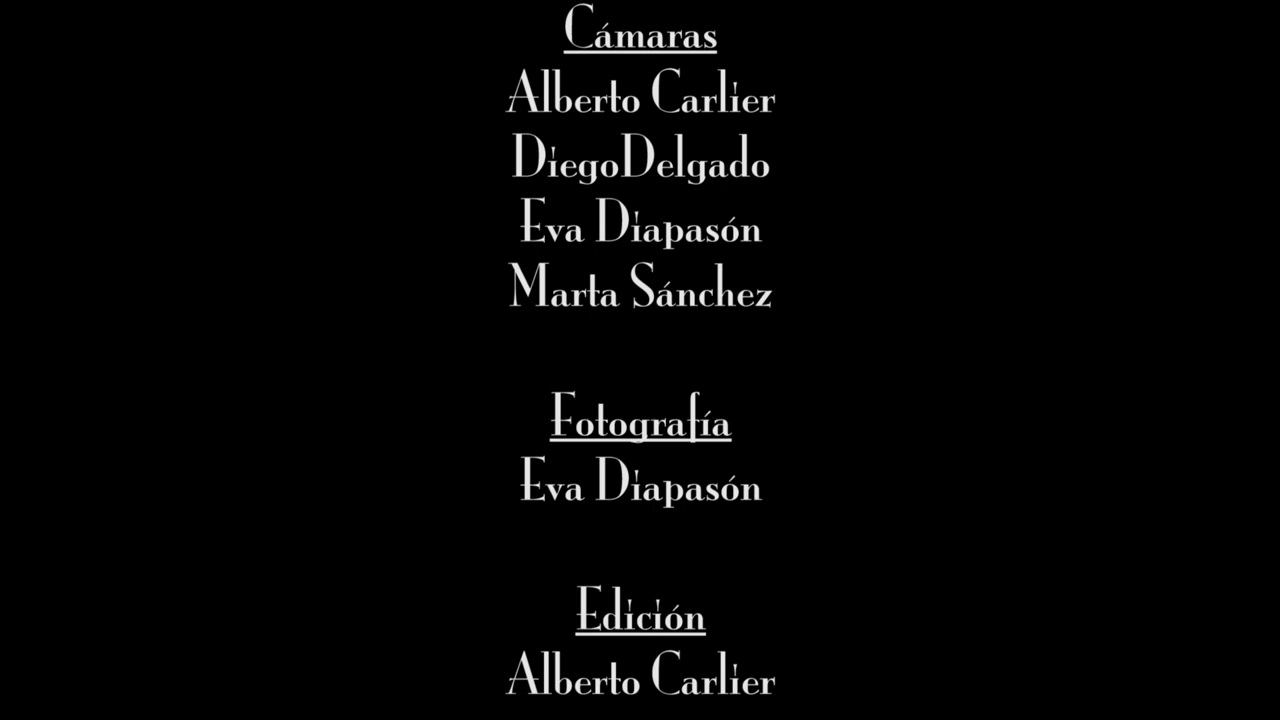 Cámaras
Alberto Carlier
DiegoDelgado
Eva Diapasón
Marta Sánchez
Fotografía
Eva Diapasón
Edición
Alberto Carlier